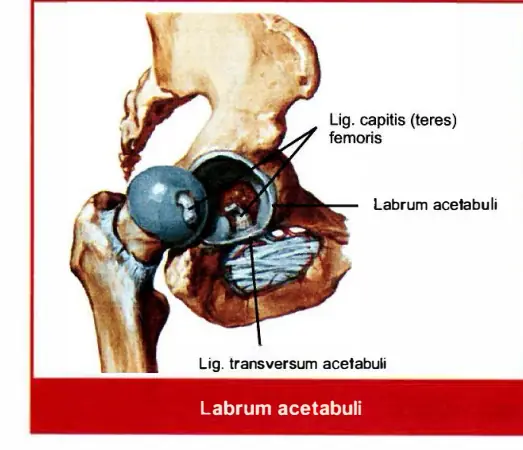 Lig. capitis (teres)
femoris
Labrum acetabuli
Lig. transversum acetabuli
Labrum acetabuli